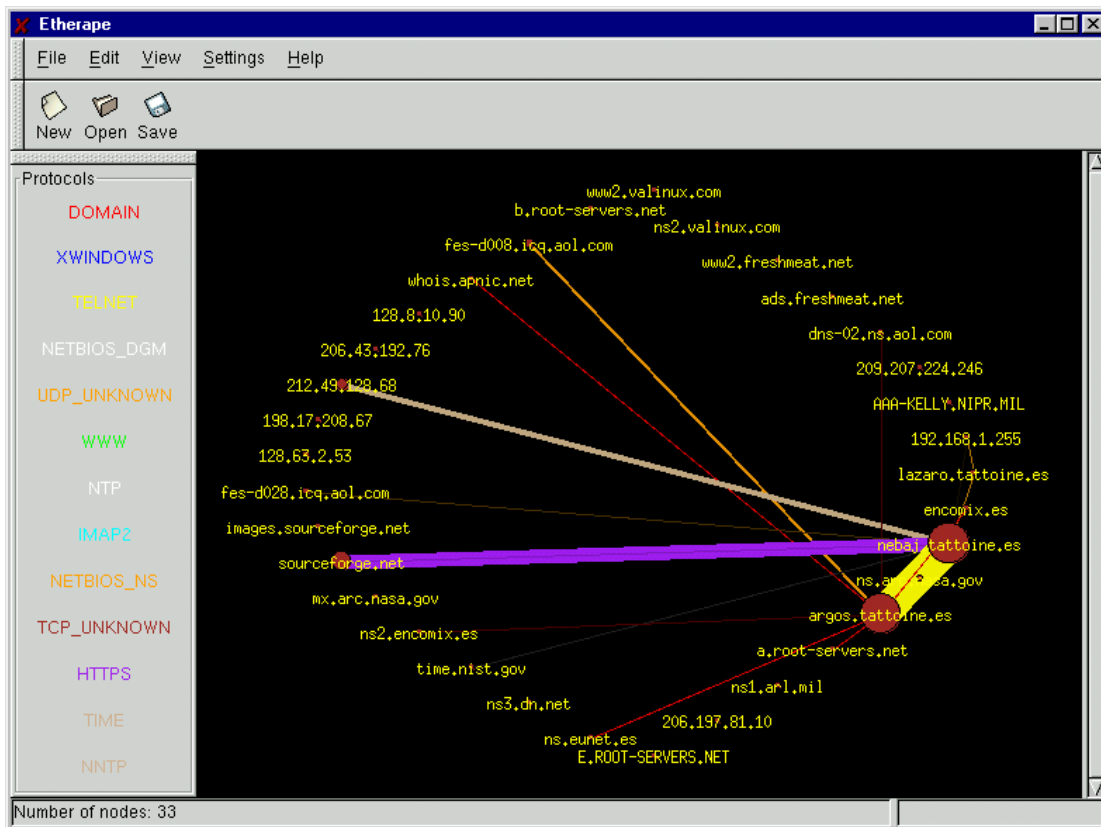 Etherape
File Edit View Settings Help
New Open Save
Protocols
DOMAIN
XWINDOWS
TELNET
NETBIOS_DGM
UDP_UNKNOWN
WWW
NTP
IMAP2
NETBIOS_NS
TCP_UNKNOWN
HTTPS
TIME
NNTP
www2.valinux.com
b.root-servers.net
ns2.valinux.com
fes-d008.icq.aol.com
www2.freshmeat.net
whois.apnic.net
ads.freshmeat.net
128.8.10.90
dns-02.ns.aol.com
206.43.192.76
209.207.224.246
212.49.128.68
AAA-KELLY.NIPR.MIL
198.17.208.67
192.168.1.255
128.63.2.53
lazaro.tattoine.es
fes-d028.icq.aol.com
encomix.es
images.sourceforge.net
nebaj.tattoine.es
sourceforge.net
ns.arc.nasa.gov
mx.arc.nasa.gov
argos.tattoine.es
ns2.encomix.es
a.root-servers.net
time.nist.gov
ns1.arl.mil
ns3.dn.net
206.197.81.10
ns.eunet.es
E.ROOT-SERVERS.NET
Number of nodes: 33